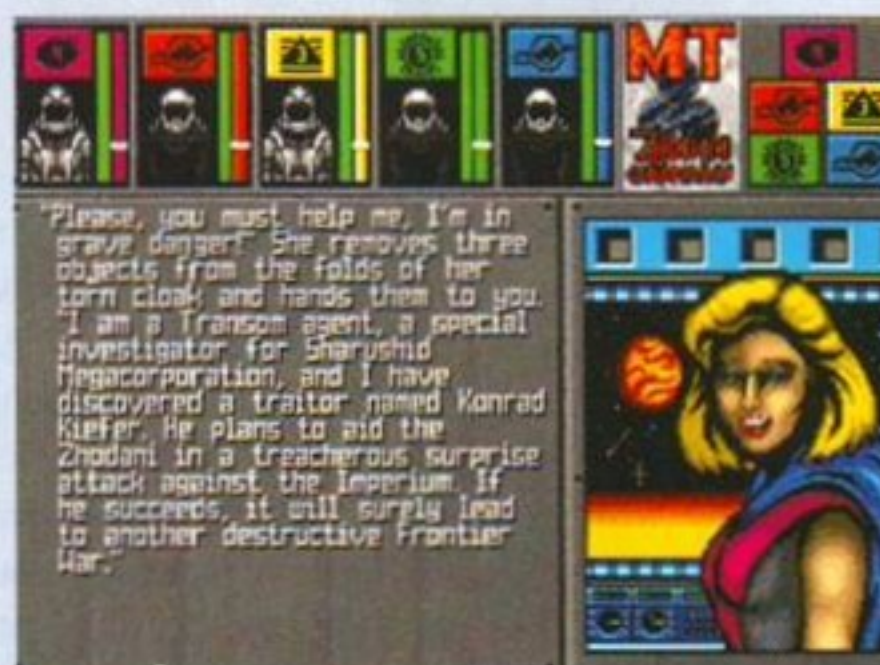 MT
"Please, you must help me, I'm in
grave danger!" She removes three
objects from the folds of her
torn cloak and hands them to you.
"I am a Transom agent, a special
investigator for Sharushid
Megacorporation, and I have
discovered a traitor named Konrad
Kiefer. He plans to aid the
Zhodani in a treacherous surprise
attack against the Imperium. If
he succeeds, it will surely lead
to another destructive Frontier
War."